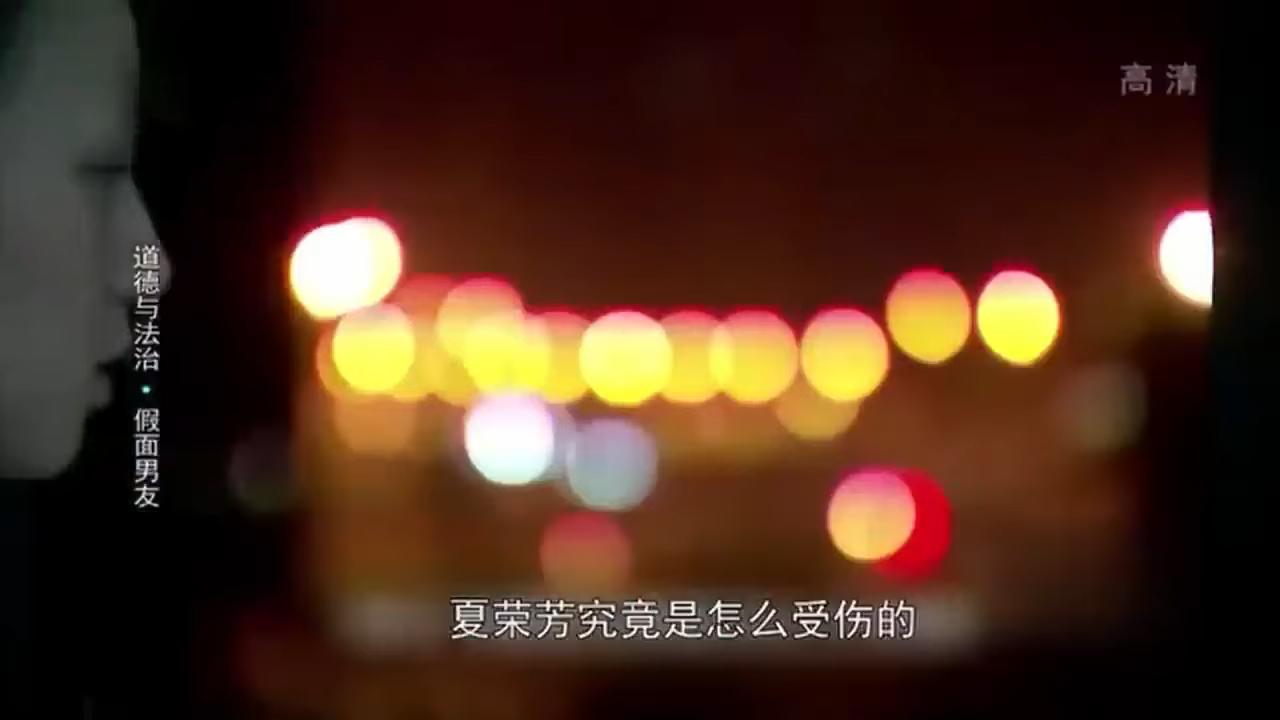 高清
道德与法治·假面男友
夏荣芳究竟是怎么受伤的